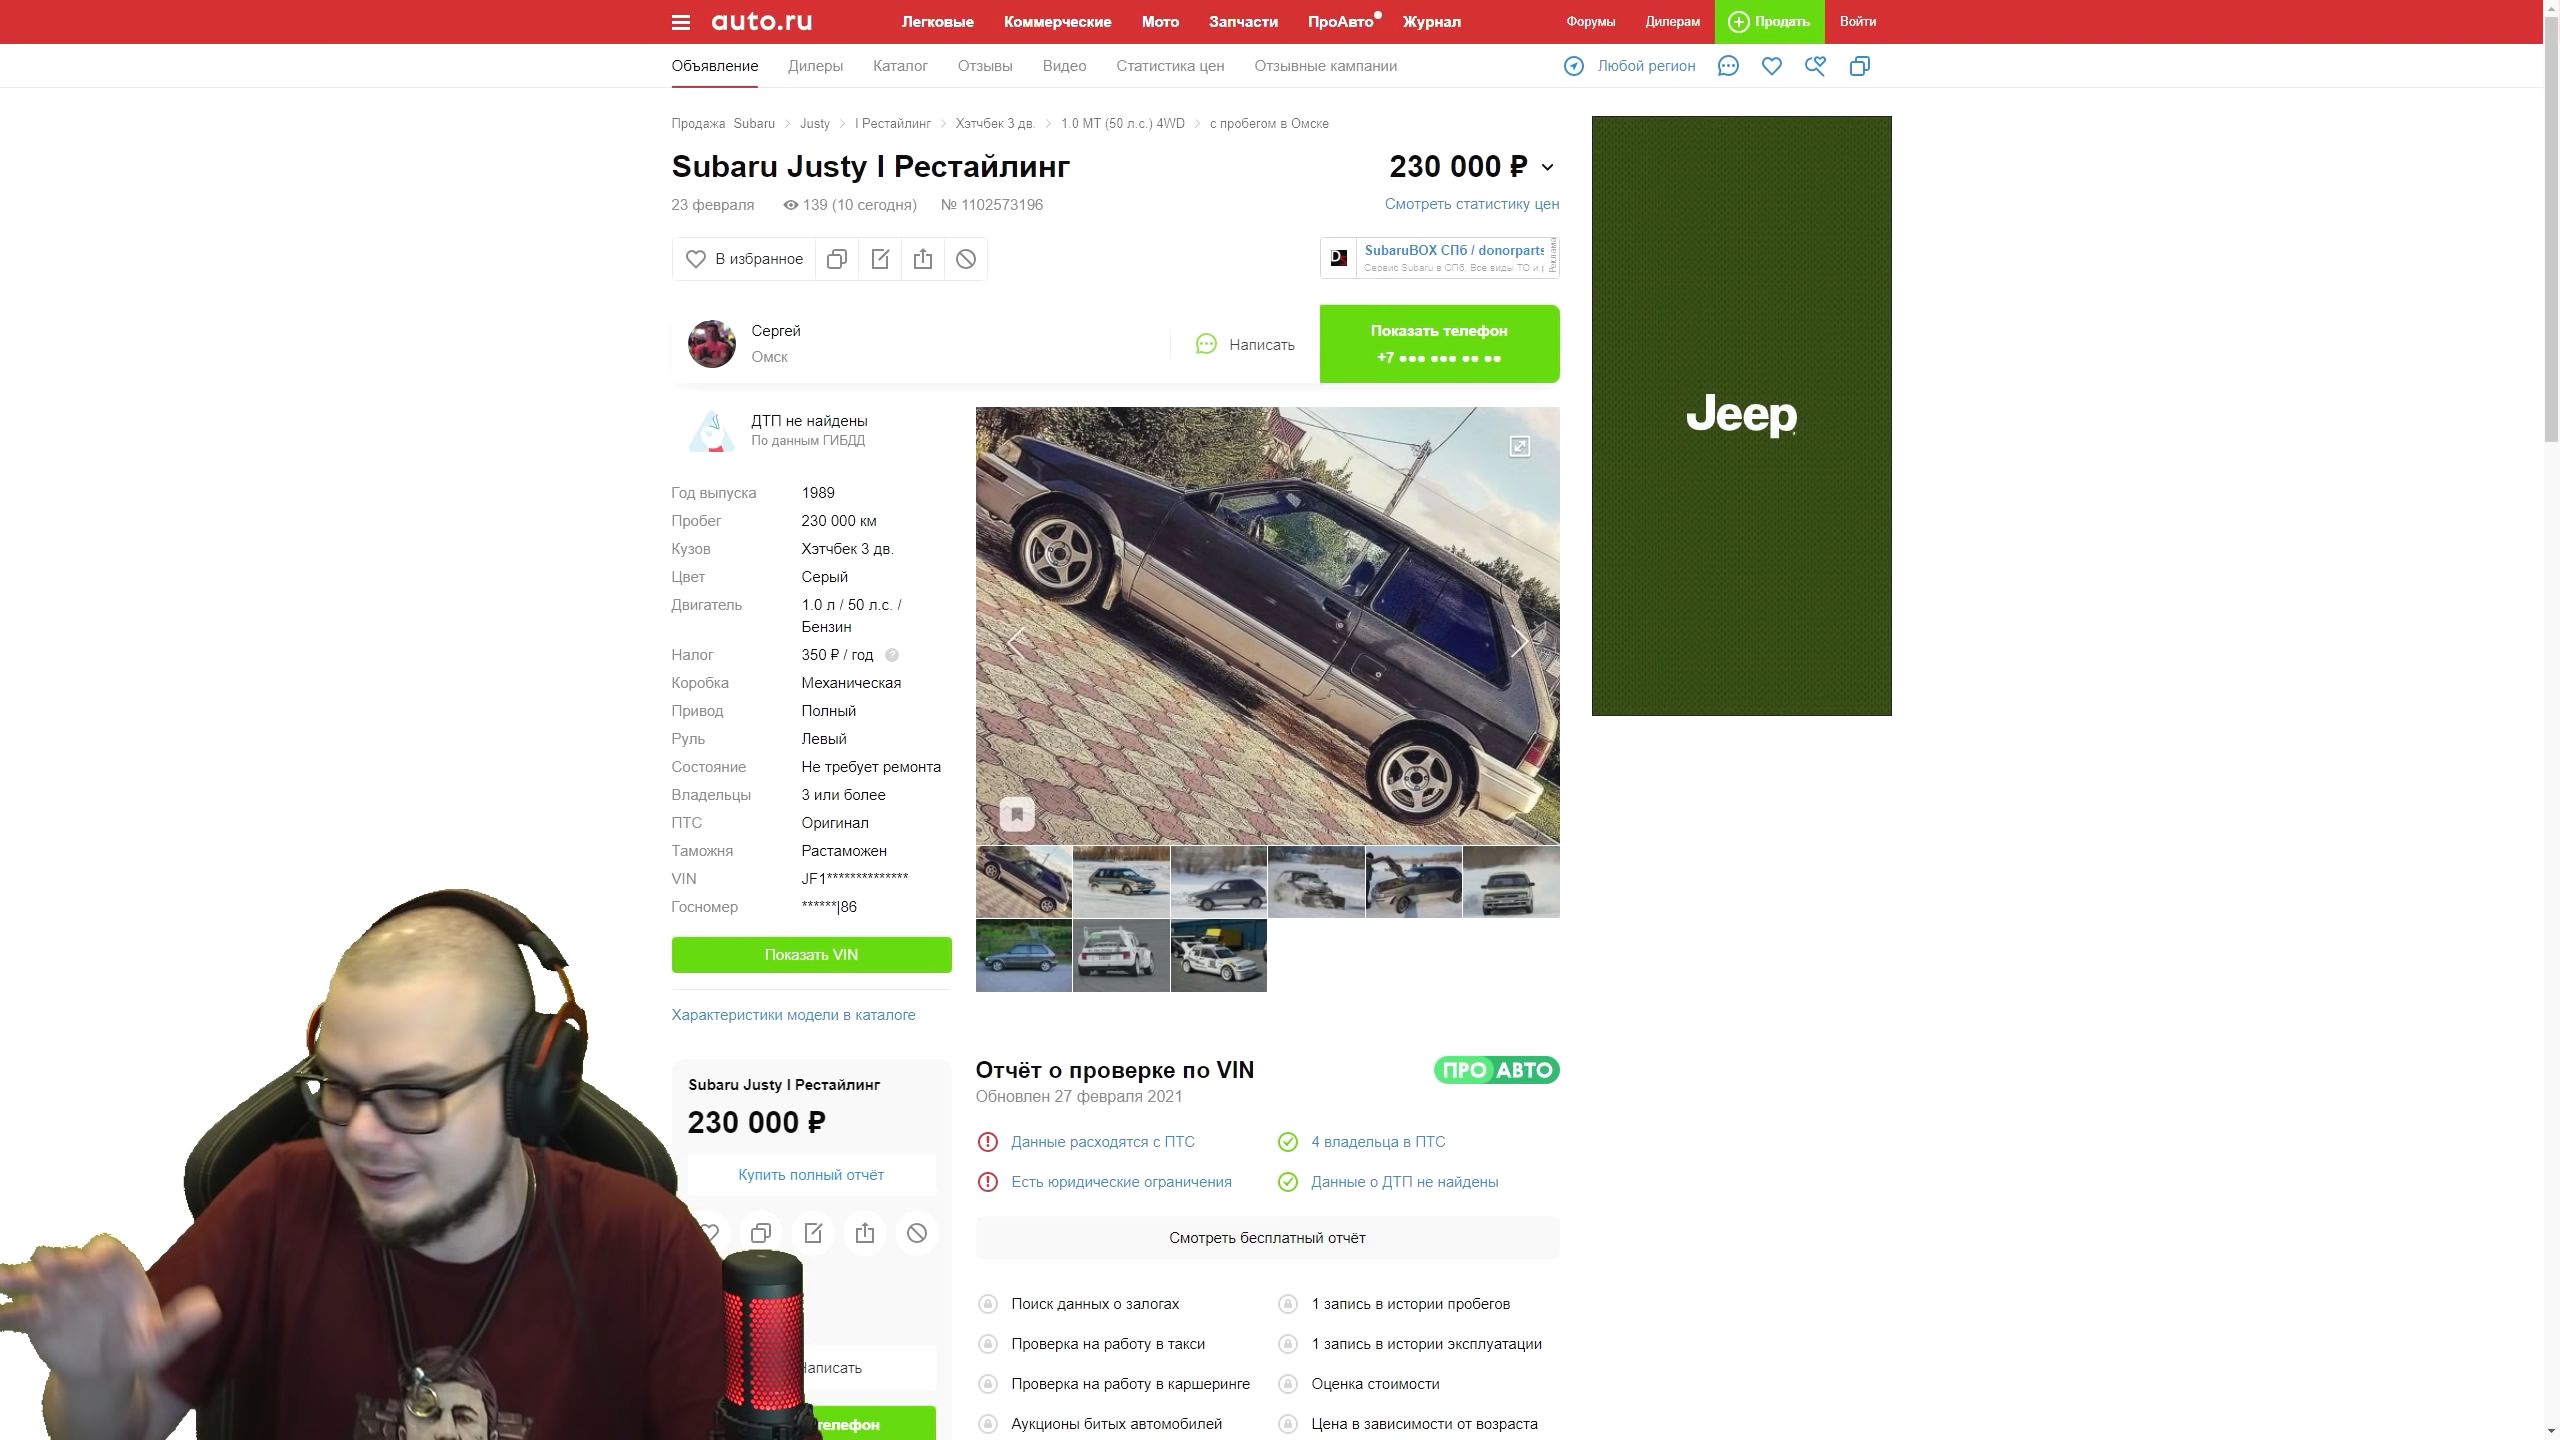 auto.ru
Легковые Коммерческие Мото Запчасти ПроАвто Журнал
Форумы Дилерам Продать Войти
Объявление Дилеры Каталог Отзывы Видео Статистика цен Отзывные кампании
Любой регион
Продажа Subaru > Justy > I Рестайлинг > Хэтчбек 3 дв. > 1.0 MT (50 л.с.) 4WD > с пробегом в Омске
Subaru Justy I Рестайлинг
230 000 ₽
23 февраля 139 (10 сегодня) № 1102573196
Смотреть статистику цен
В избранное
SubaruBOX СПб / donorparts
Сервис Subaru в СПб. Все виды ТО и р
Реклама
Сергей
Омск
Написать
Показать телефон
+7 ●●● ●●● ●● ●●
ДТП не найдены
По данным ГИБДД
Год выпуска 1989
Пробег 230 000 км
Кузов Хэтчбек 3 дв.
Цвет Серый
Двигатель 1.0 л / 50 л.с. /
Бензин
Налог 350 ₽ / год ?
Коробка Механическая
Привод Полный
Руль Левый
Состояние Не требует ремонта
Владельцы 3 или более
ПТС Оригинал
Таможня Растаможен
VIN JF1**************
Госномер ******|86
Показать VIN
Характеристики модели в каталоге
Jeep
Subaru Justy I Рестайлинг
230 000 ₽
Купить полный отчёт
Написать
телефон
Отчёт о проверке по VIN
ПРО АВТО
Обновлен 27 февраля 2021
Данные расходятся с ПТС
4 владельца в ПТС
Есть юридические ограничения
Данные о ДТП не найдены
Смотреть бесплатный отчёт
Поиск данных о залогах
1 запись в истории пробегов
Проверка на работу в такси
1 запись в истории эксплуатации
Проверка на работу в каршеринге
Оценка стоимости
Аукционы битых автомобилей
Цена в зависимости от возраста